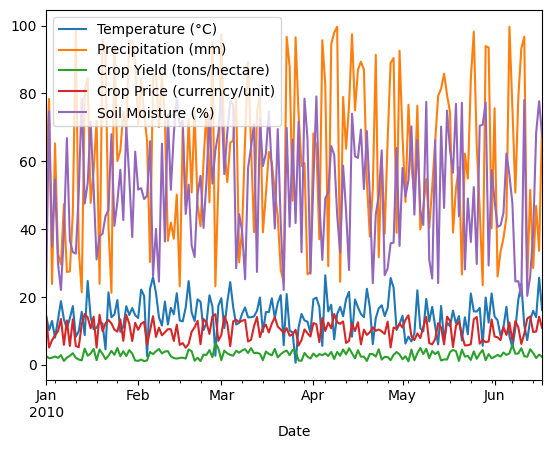 100
80
60
40
20
0
Temperature (°C)
Precipitation (mm)
Crop Yield (tons/hectare)
Crop Price (currency/unit)
Soil Moisture (%)
Jan Feb Mar Apr May Jun
2010
Date